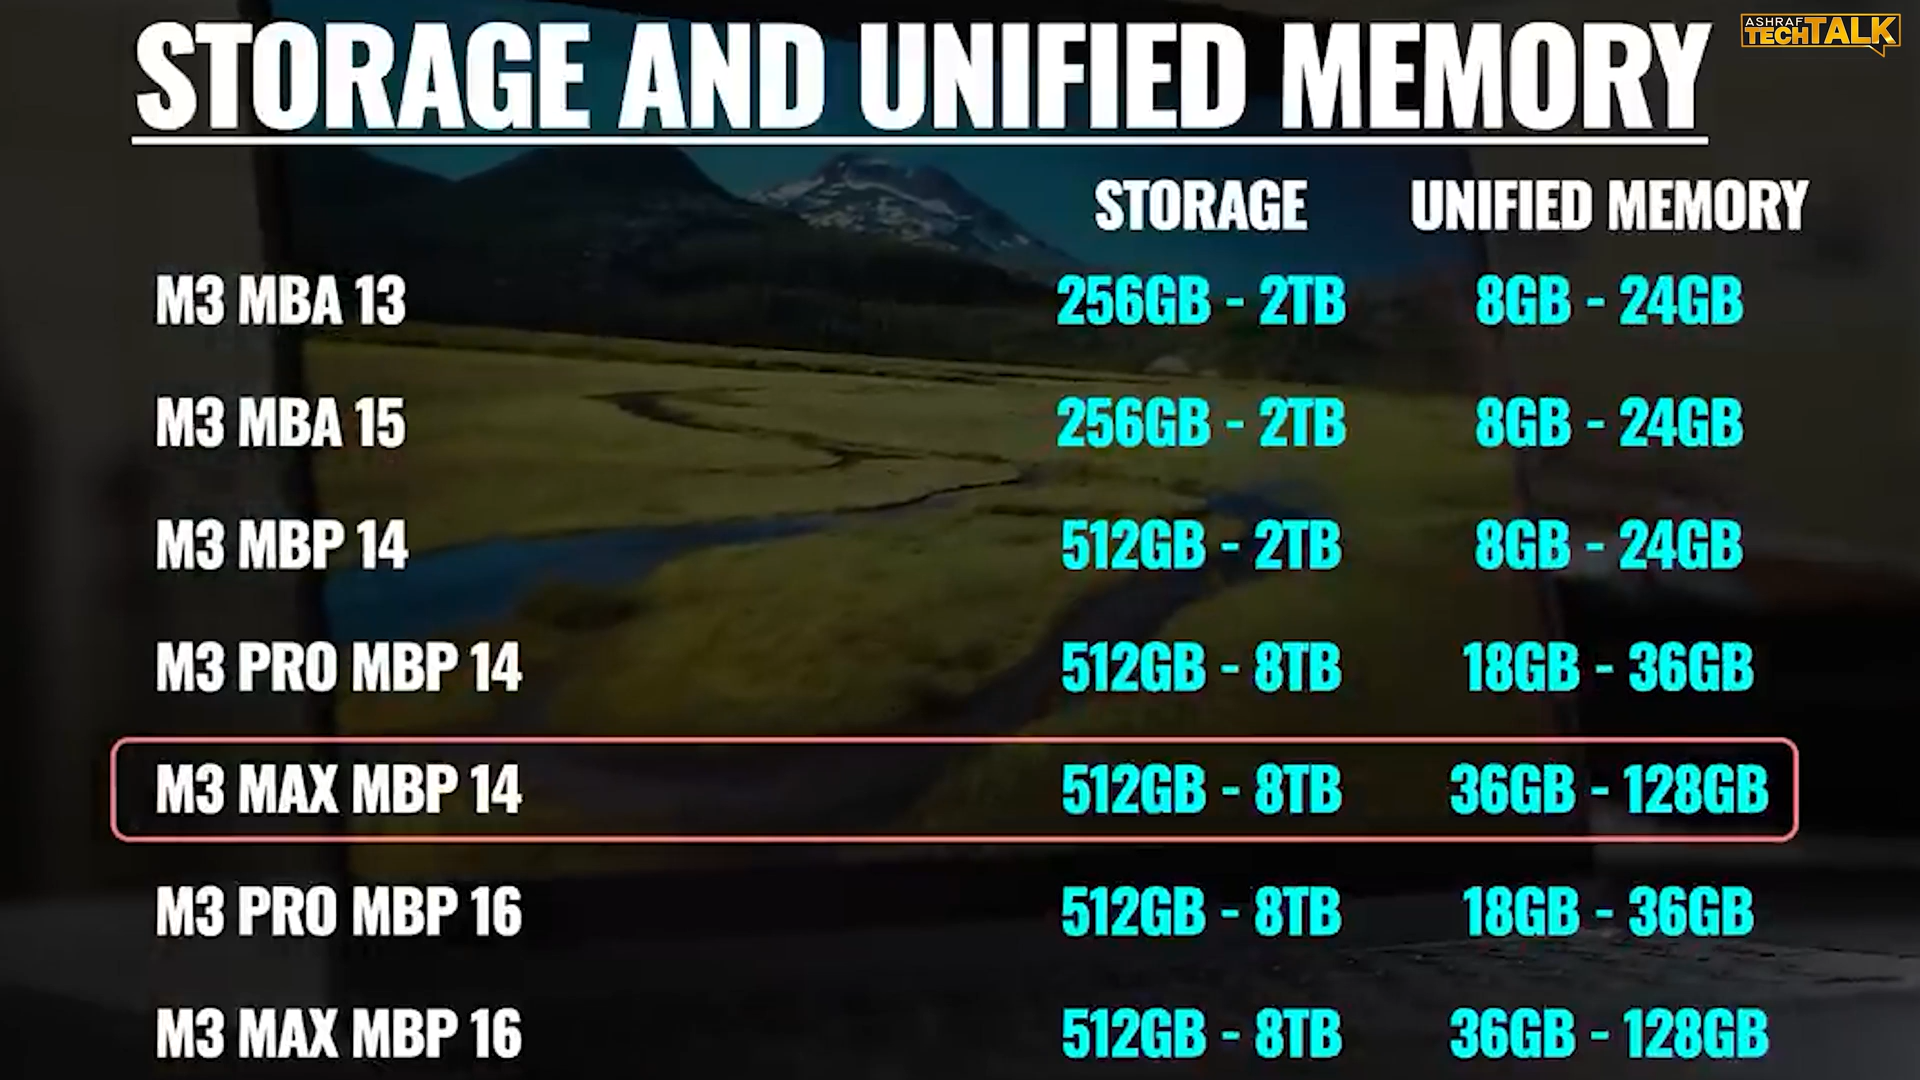 ASHRAF
TECHTALK
STORAGE AND UNIFIED MEMORY
STORAGE UNIFIED MEMORY
M3 MBA 13 256GB - 2TB 8GB - 24GB
M3 MBA 15 256GB - 2TB 8GB - 24GB
M3 MBP 14 512GB - 2TB 8GB - 24GB
M3 PRO MBP 14 512GB - 8TB 18GB - 36GB
M3 MAX MBP 14 512GB - 8TB 36GB - 128GB
M3 PRO MBP 16 512GB - 8TB 18GB - 36GB
M3 MAX MBP 16 512GB - 8TB 36GB - 128GB